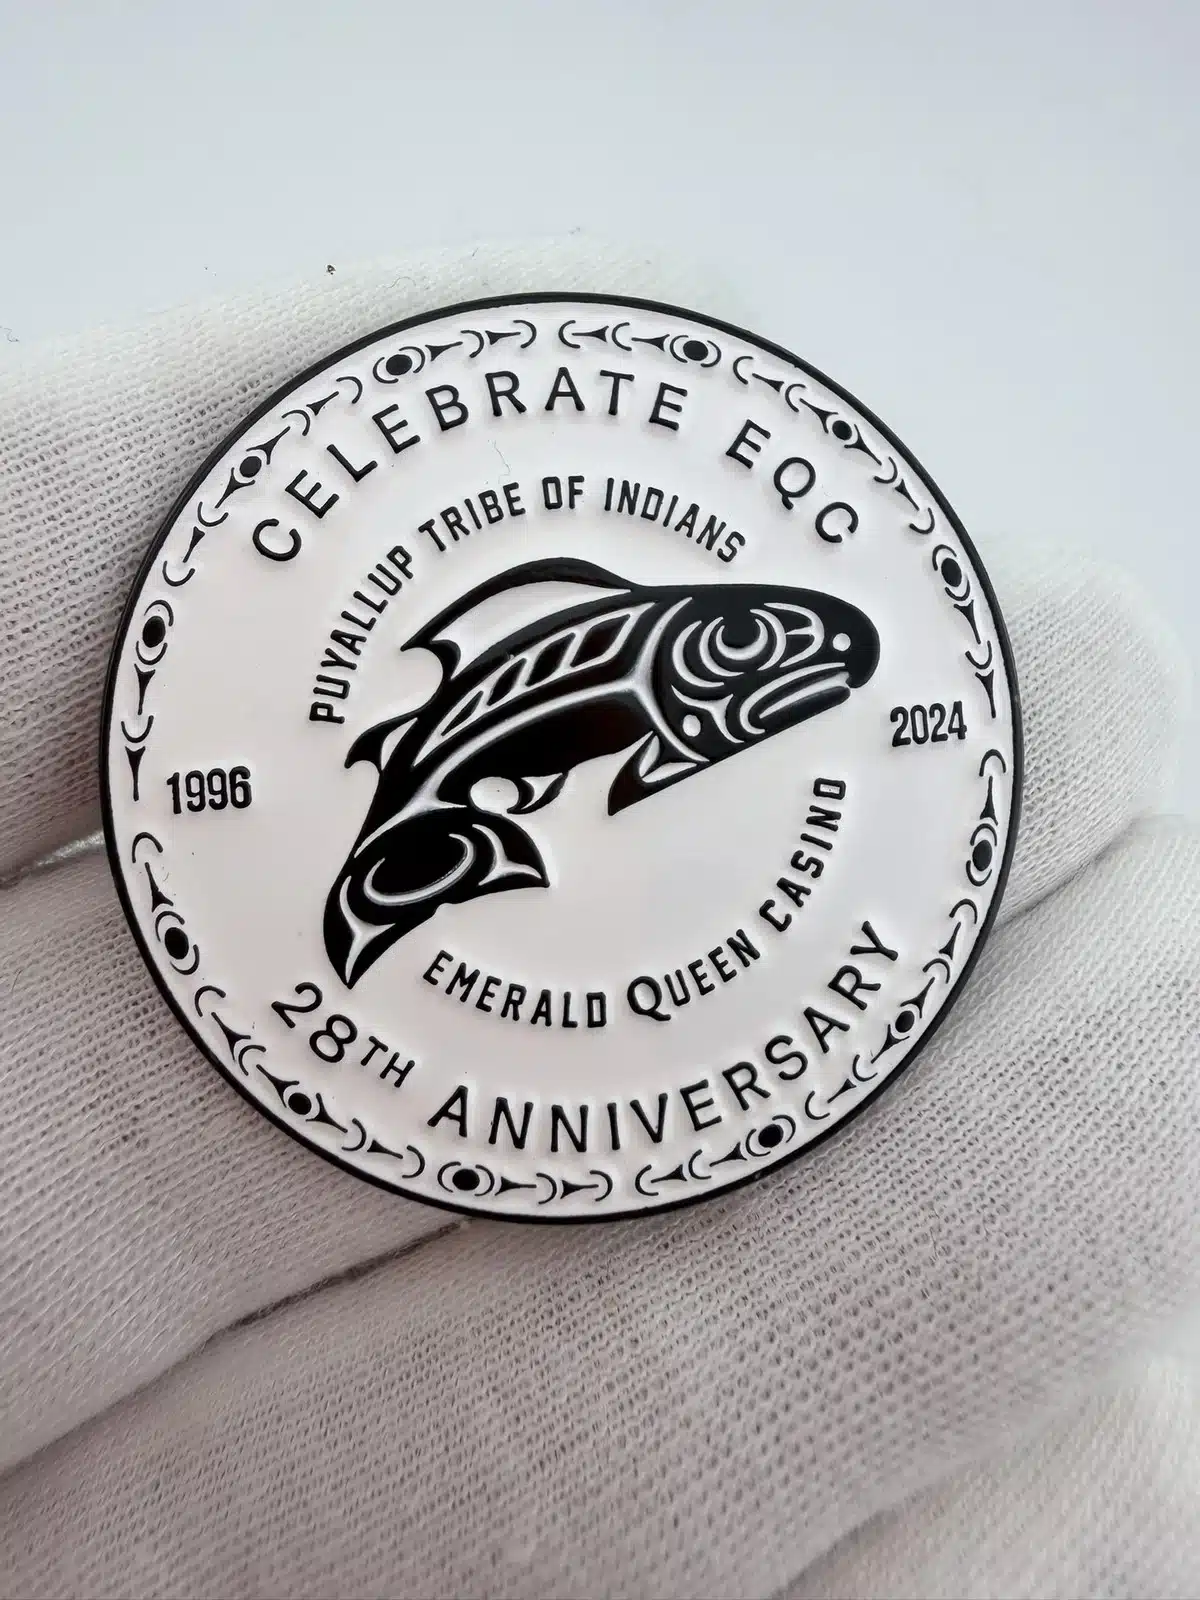 CELEBRATE EQC
PUYALLUP TRIBE OF INDIANS
1996
2024
EMERALD QUEEN CASINO
28TH ANNIVERSARY